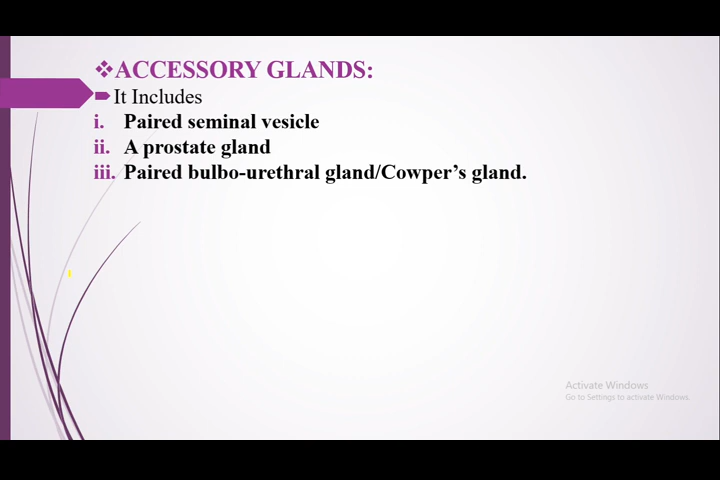 ❖ACCESSORY GLANDS:
It Includes
i. Paired seminal vesicle
ii. A prostate gland
iii. Paired bulbo-urethral gland/Cowper’s gland.
Activate Windows
Go to Settings to activate Windows.